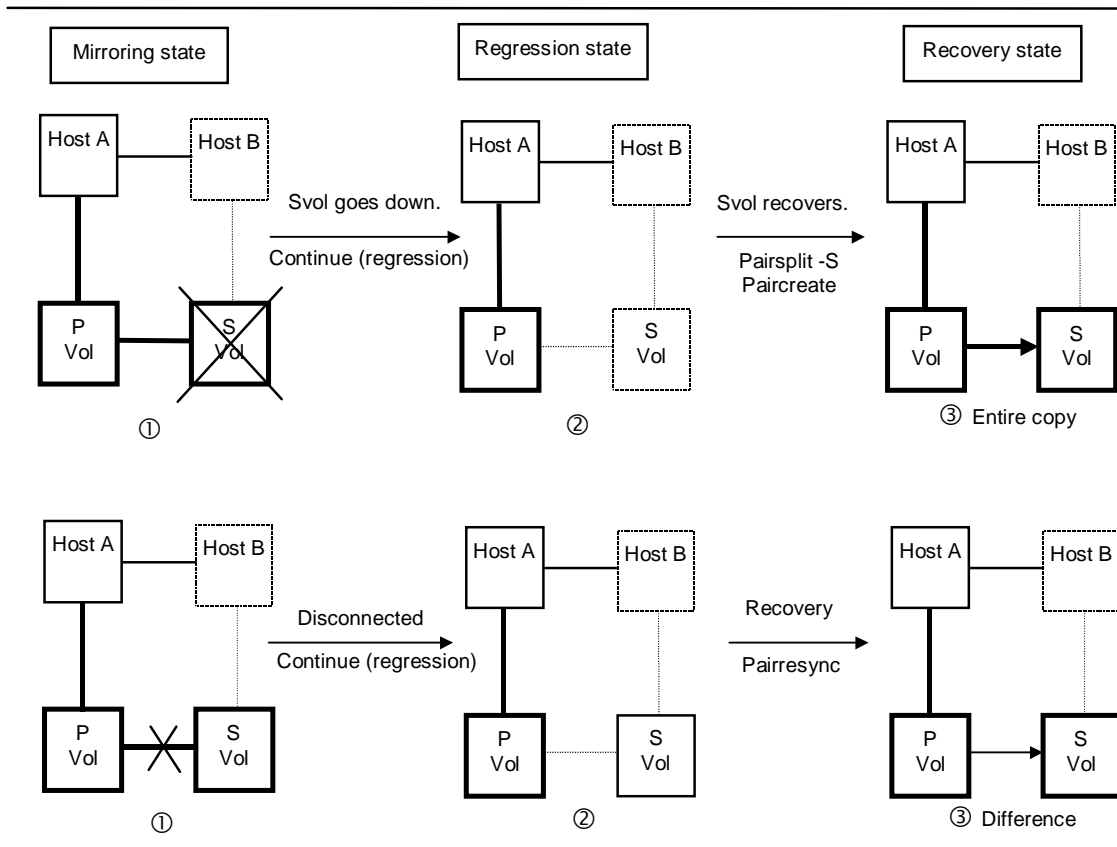 Mirroring state
Regression state
Recovery state
Host A
Host B
Host A
Host B
Host A
Host B
Svol goes down.
Continue (regression)
Svol recovers.
Pairsplit -S
Paircreate
P
Vol
S
Vol
P
Vol
S
Vol
P
Vol
S
Vol
①
②
③ Entire copy
Host A
Host B
Host A
Host B
Host A
Host B
Disconnected
Continue (regression)
Recovery
Pairresync
P
Vol
S
Vol
P
Vol
S
Vol
P
Vol
S
Vol
①
②
③ Difference